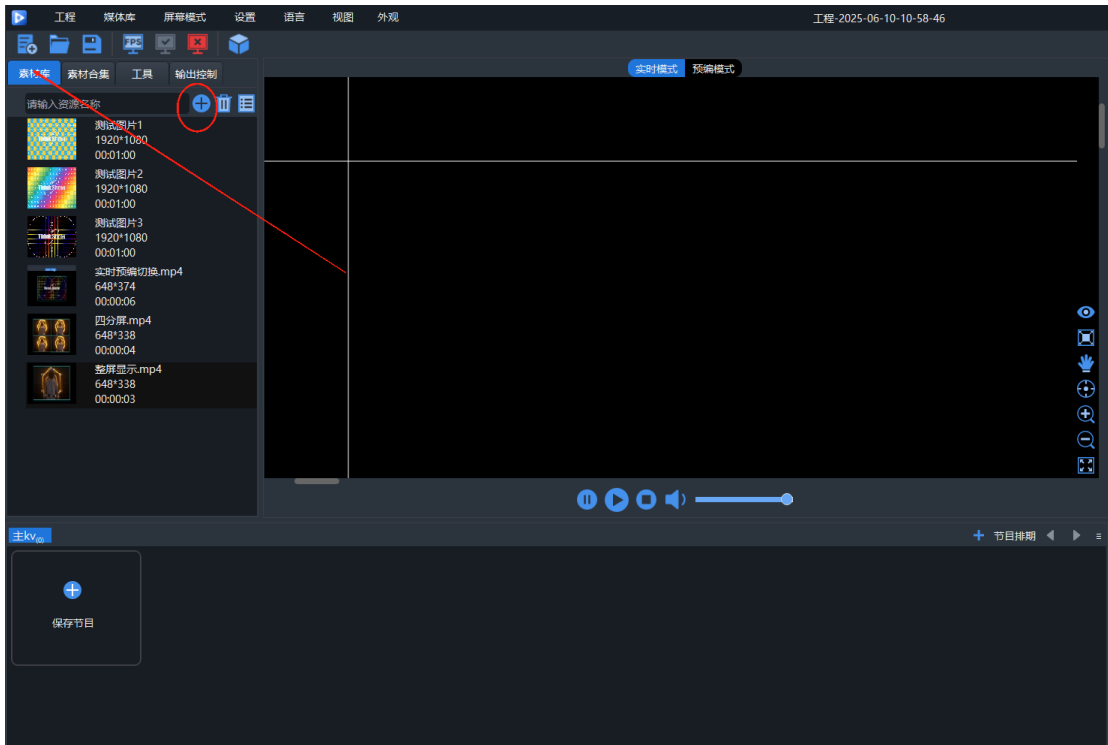 工程 媒体库 屏幕模式 设置 语言 视图 外观 工程-2025-06-10-10-58-46
FPS
素材库 素材合集 工具 输出控制
实时模式 预编模式
请输入资源名称
测试图片1
1920*1080
00:01:00
测试图片2
1920*1080
00:01:00
测试图片3
1920*1080
00:01:00
实时预编切换.mp4
648*374
00:00:06
四分屏.mp4
648*338
00:00:04
整屏显示.mp4
648*338
00:00:03
主kv(0) 节目排期
保存节目